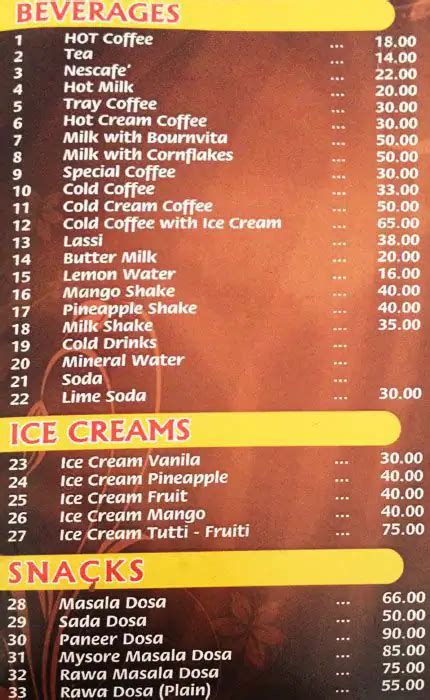 BEVERAGES
1 HOT Coffee ... 18.00
2 Tea ... 14.00
3 Nescafe' ... 22.00
4 Hot Milk ... 20.00
5 Tray Coffee ... 30.00
6 Hot Cream Coffee ... 30.00
7 Milk with Bournvita ... 50.00
8 Milk with Cornflakes ... 50.00
9 Special Coffee ... 30.00
10 Cold Coffee ... 33.00
11 Cold Cream Coffee ... 50.00
12 Cold Coffee with Ice Cream ... 65.00
13 Lassi ... 38.00
14 Butter Milk ... 20.00
15 Lemon Water ... 16.00
16 Mango Shake ... 40.00
17 Pineapple Shake ... 40.00
18 Milk Shake ... 35.00
19 Cold Drinks ...
20 Mineral Water ...
21 Soda ...
22 Lime Soda ... 30.00
ICE CREAMS
23 Ice Cream Vanila ... 30.00
24 Ice Cream Pineapple ... 40.00
25 Ice Cream Fruit ... 40.00
26 Ice Cream Mango ... 40.00
27 Ice Cream Tutti - Fruiti ... 75.00
SNACKS
28 Masala Dosa ... 66.00
29 Sada Dosa ... 50.00
30 Paneer Dosa ... 90.00
31 Mysore Masala Dosa ... 85.00
32 Rawa Masala Dosa ... 75.00
33 Rawa Dosa (Plain) ... 55.00